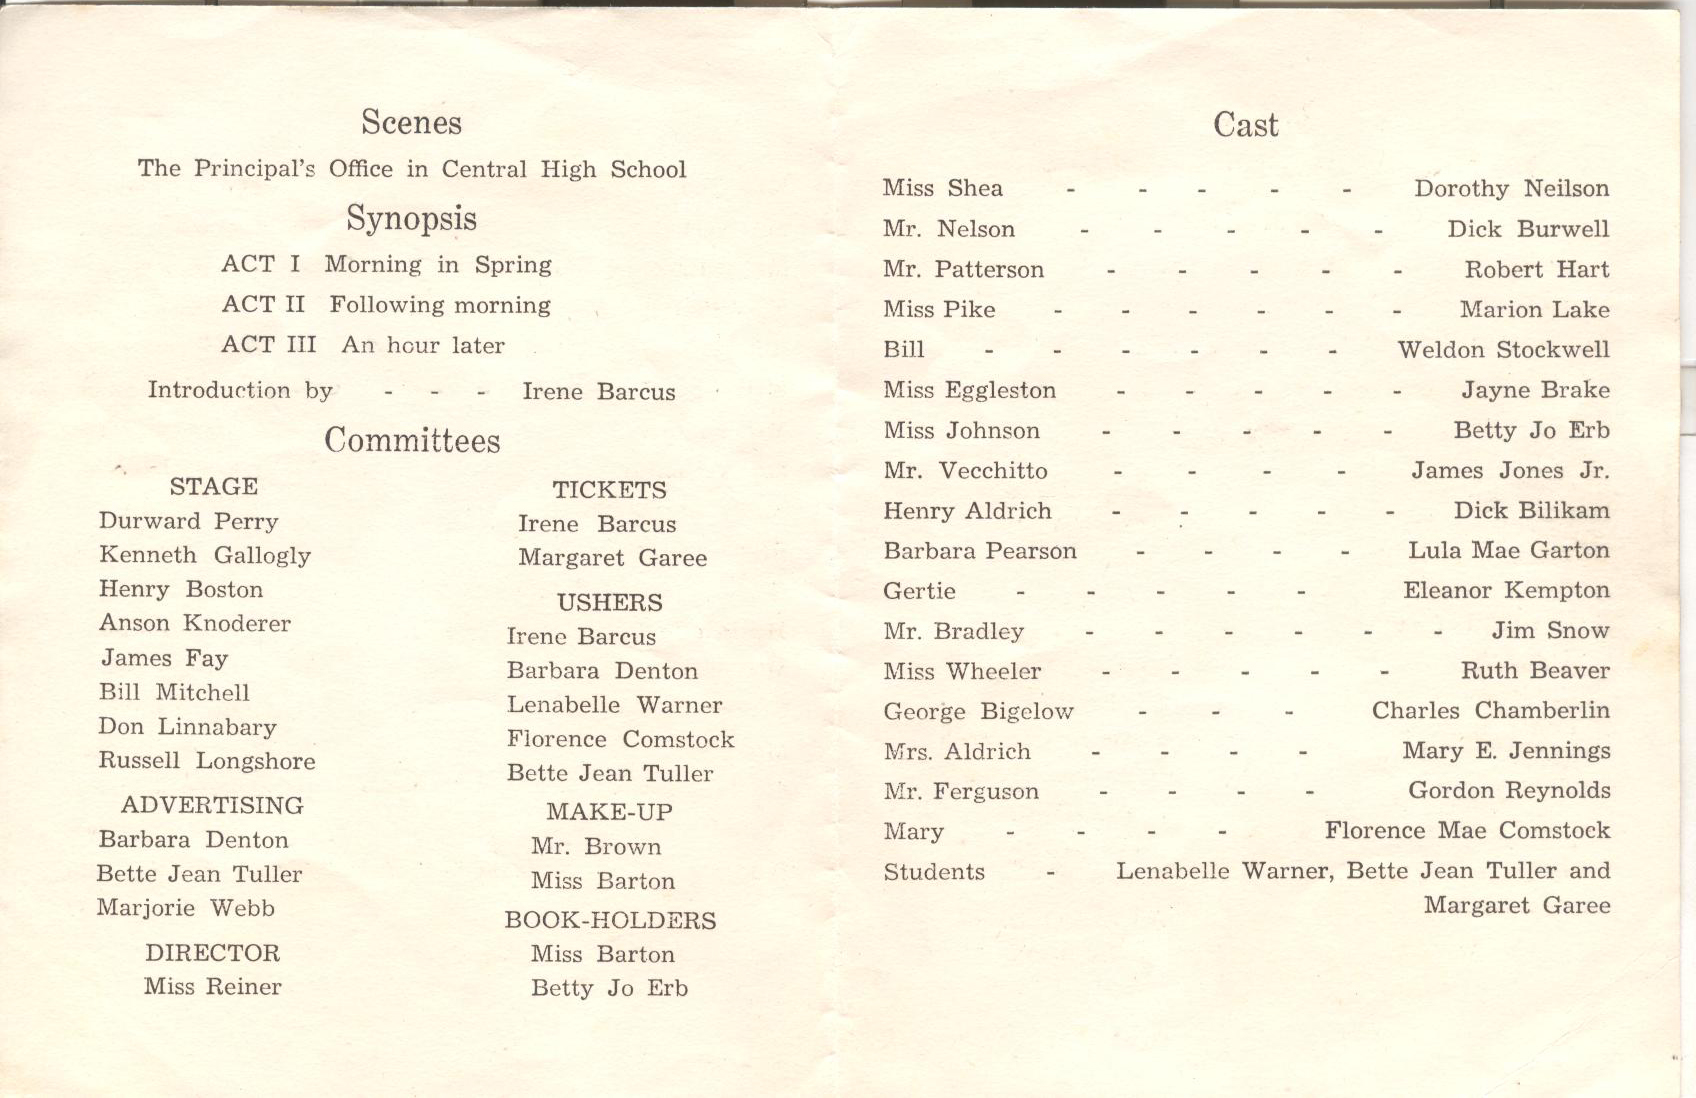 Scenes
The Principal's Office in Central High School
Synopsis
ACT I Morning in Spring
ACT II Following morning
ACT III An hour later
Introduction by - - - Irene Barcus
Committees
STAGE
Durward Perry
Kenneth Gallogly
Henry Boston
Anson Knoderer
James Fay
Bill Mitchell
Don Linnabary
Russell Longshore
ADVERTISING
Barbara Denton
Bette Jean Tuller
Marjorie Webb
DIRECTOR
Miss Reiner
TICKETS
Irene Barcus
Margaret Garee
USHERS
Irene Barcus
Barbara Denton
Lenabelle Warner
Florence Comstock
Bette Jean Tuller
MAKE-UP
Mr. Brown
Miss Barton
BOOK-HOLDERS
Miss Barton
Betty Jo Erb
Cast
Miss Shea - - - - - Dorothy Neilson
Mr. Nelson - - - - - Dick Burwell
Mr. Patterson - - - - - Robert Hart
Miss Pike - - - - - - Marion Lake
Bill - - - - - - Weldon Stockwell
Miss Eggleston - - - - - Jayne Brake
Miss Johnson - - - - - Betty Jo Erb
Mr. Vecchitto - - - - James Jones Jr.
Henry Aldrich - - - - - Dick Bilikam
Barbara Pearson - - - - Lula Mae Garton
Gertie - - - - - Eleanor Kempton
Mr. Bradley - - - - - - Jim Snow
Miss Wheeler - - - - - Ruth Beaver
George Bigelow - - - Charles Chamberlin
Mrs. Aldrich - - - - Mary E. Jennings
Mr. Ferguson - - - - Gordon Reynolds
Mary - - - - Florence Mae Comstock
Students - Lenabelle Warner, Bette Jean Tuller and
Margaret Garee